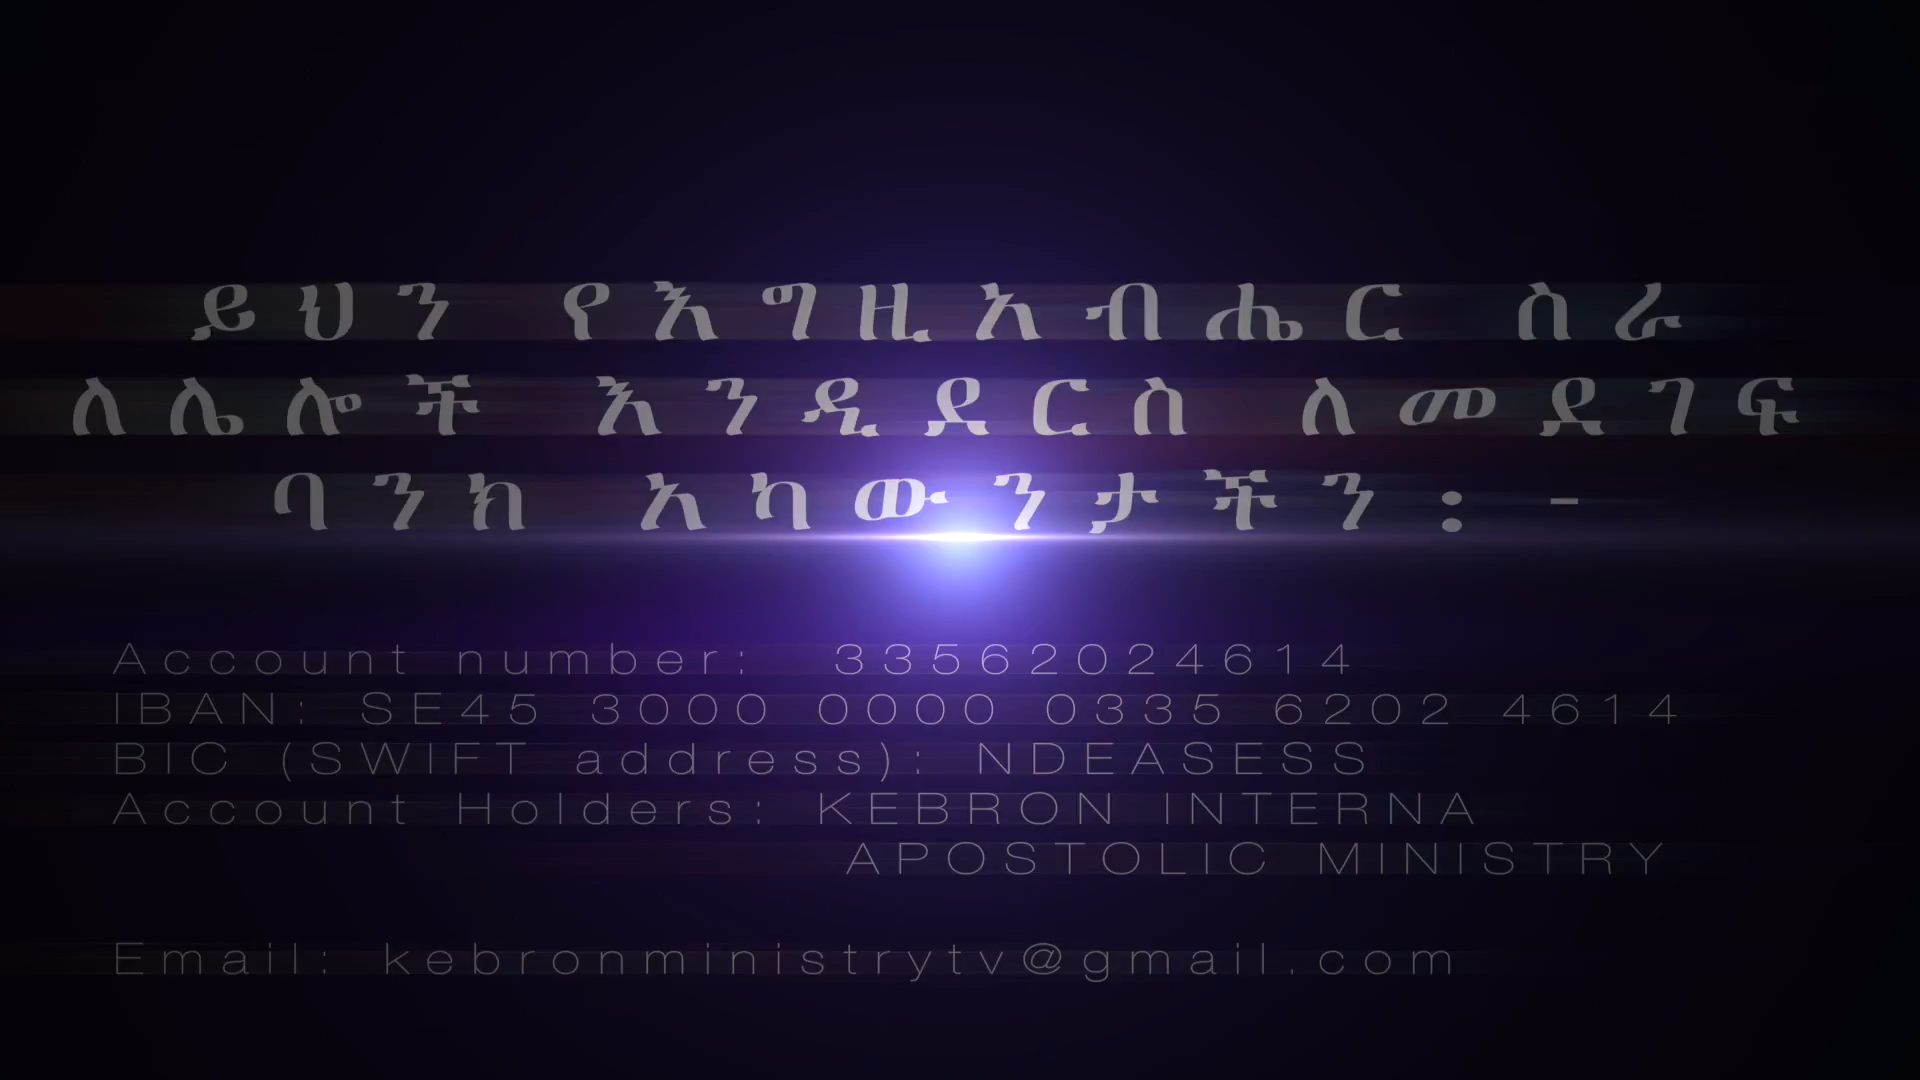 ይህን የእግዚአብሔር ስራ
ለሌሎች እንዲደርስ ለመደገፍ
ባንክ አካውንታችን: -
Account number: 33562024614
IBAN: SE45 3000 0000 0335 6202 4614
BIC (SWIFT address): NDEASESS
Account Holders: KEBRON INTERNA
APOSTOLIC MINISTRY
Email: kebronministrytv@gmail.com